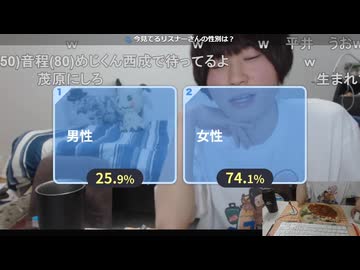 今見てるリスナーさんの性別は？
w w w w 平井 うおw
50)音程(80)めじくん西成で待ってるよ w
茂原にしろ 生まれ
1 2
男性 女性
25.9% 74.1%